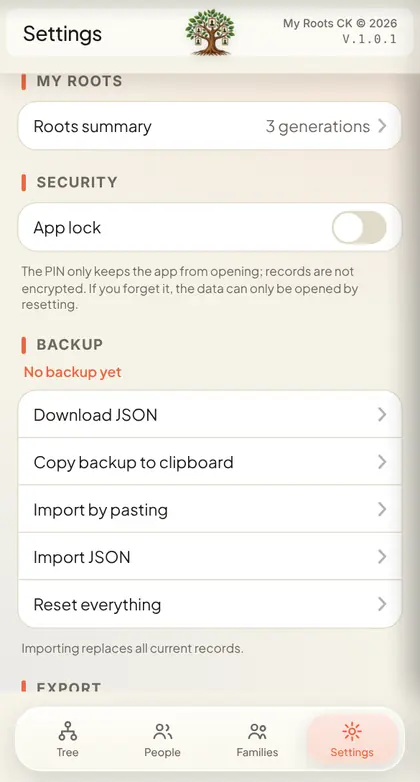 Settings
My Roots CK © 2026
V.1.0.1
MY ROOTS
Roots summary
3 generations
SECURITY
App lock
The PIN only keeps the app from opening; records are not
encrypted. If you forget it, the data can only be opened by
resetting.
BACKUP
No backup yet
Download JSON
Copy backup to clipboard
Import by pasting
Import JSON
Reset everything
Importing replaces all current records.
EXPORT
Tree
People
Families
Settings